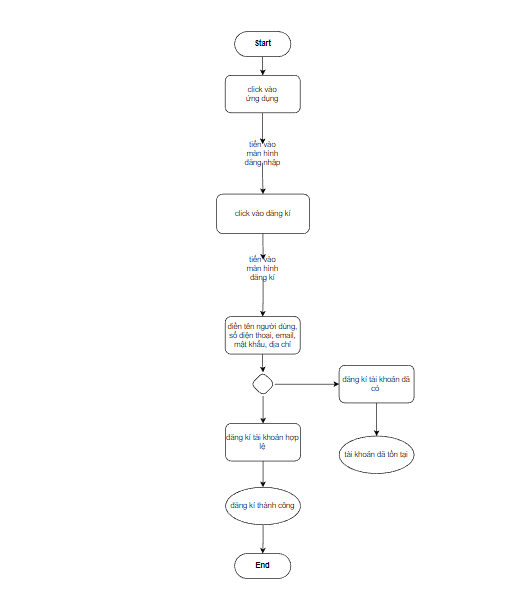 Start
click vào
ứng dụng
tiến vào
màn hình
đăng nhập
click vào đăng kí
tiến vào
màn hình
đăng kí
điền tên người dùng,
số điện thoại, email,
mật khẩu, địa chỉ
đăng kí tài khoản đã
có
đăng kí tài khoản hợp
lệ
tài khoản đã tồn tại
đăng kí thành công
End